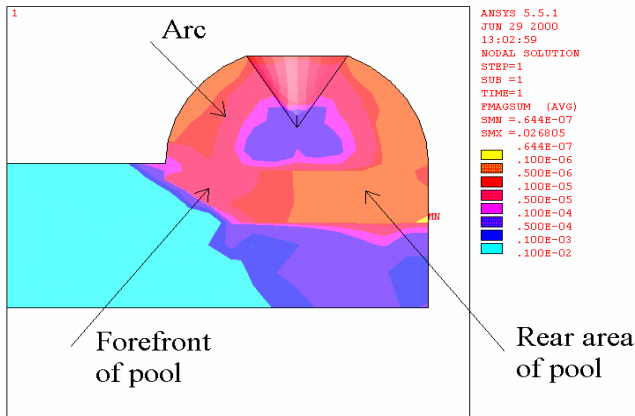 1
Arc
Forefront
of pool
Rear area
of pool
MN
ANSYS 5.5.1
JUN 29 2000
13:02:59
NODAL SOLUTION
STEP=1
SUB =1
TIME=1
FMAGSUM (AVG)
SMN =.644E-07
SMX =.026805
.644E-07
.100E-06
.500E-06
.100E-05
.500E-05
.100E-04
.500E-04
.100E-03
.100E-02